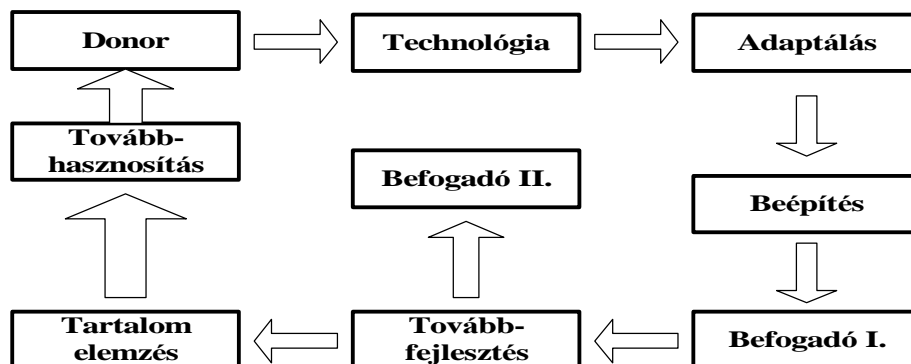 Donor
Technológia
Adaptálás
Tovább-
hasznosítás
Befogadó II.
Beépítés
Tartalom
elemzés
Tovább-
fejlesztés
Befogadó I.